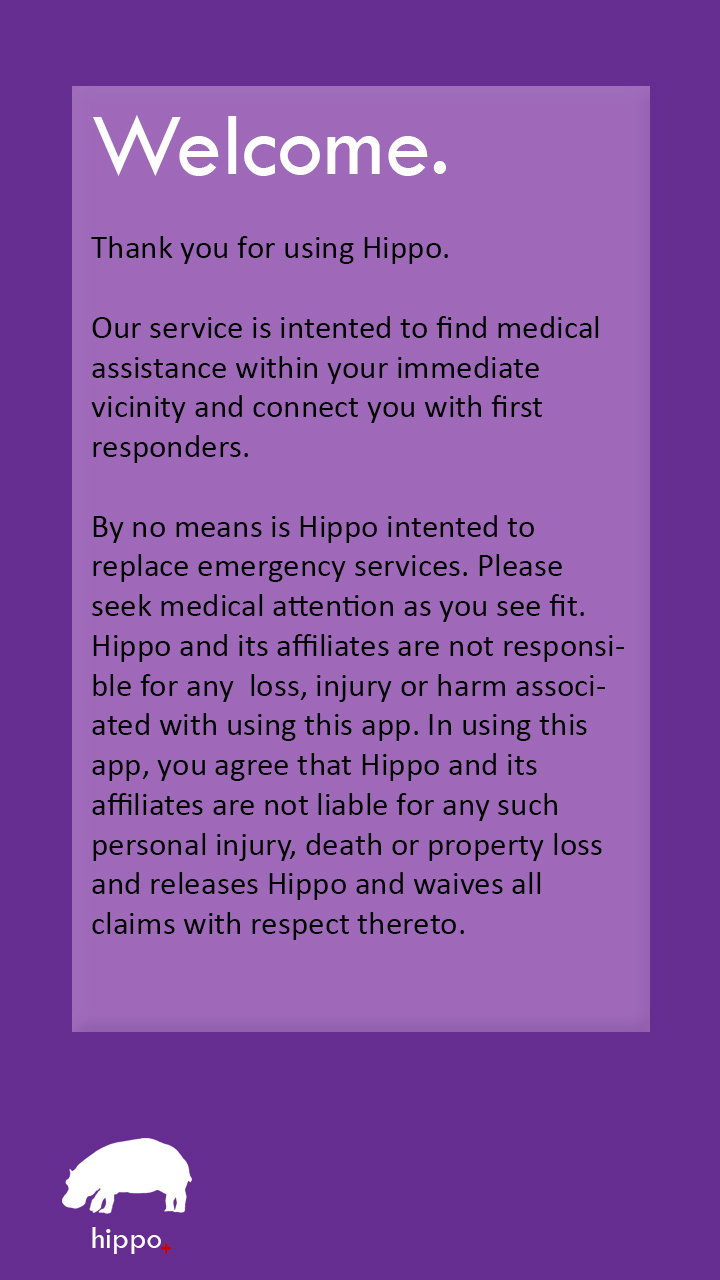 Welcome.
Thank you for using Hippo.
Our service is intented to find medical
assistance within your immediate
vicinity and connect you with first
responders.
By no means is Hippo intented to
replace emergency services. Please
seek medical attention as you see fit.
Hippo and its affiliates are not responsi-
ble for any  loss, injury or harm associ-
ated with using this app. In using this
app, you agree that Hippo and its
affiliates are not liable for any such
personal injury, death or property loss
and releases Hippo and waives all
claims with respect thereto.
hippo